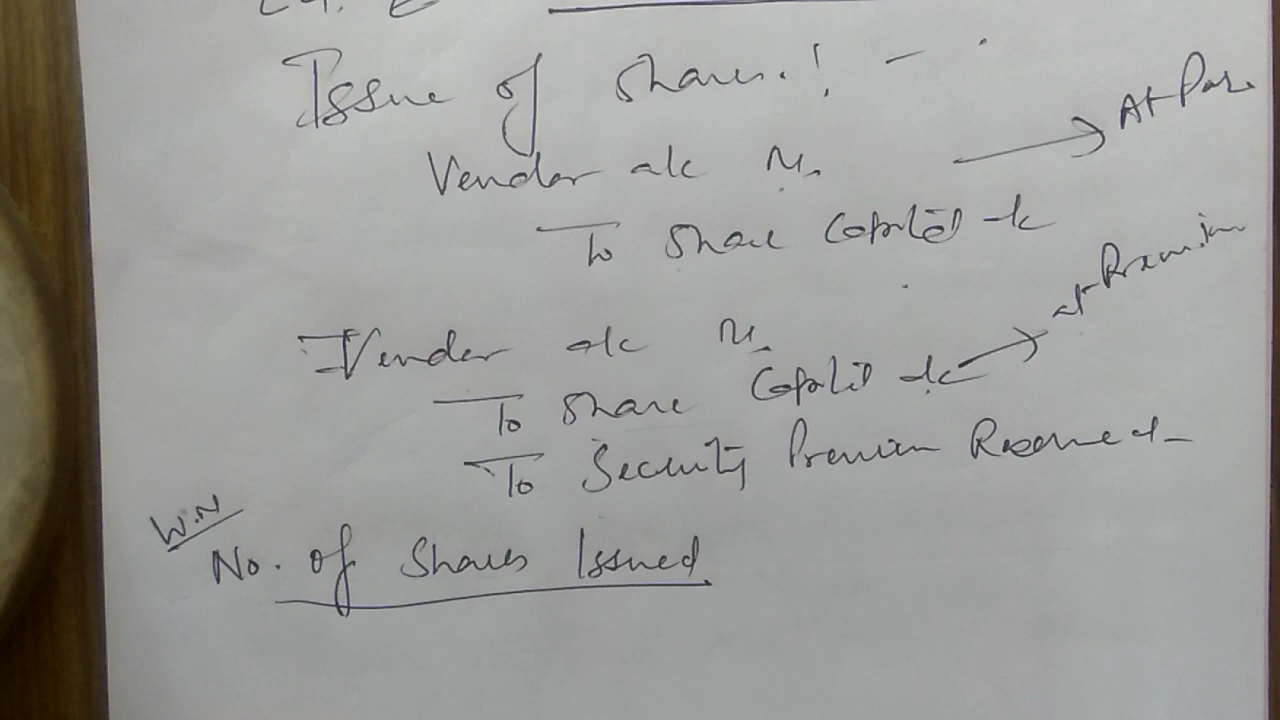 Issue of Shares:-
Vendor a/c Dr. → At Par
To Share Capital a/c
Vendor a/c Dr.
To Share Capital a/c → at Premium
To Security Premium Reserve a/c
W.N
No. of Shares Issued